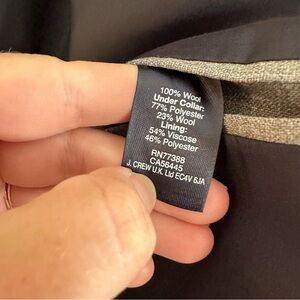 100% Wool
Under Collar:
77% Polyester
23% Wool
Lining:
54% Viscose
46% Polyester
RN77388
CA56445
J. CREW U.K. Ltd EC4V 6JA